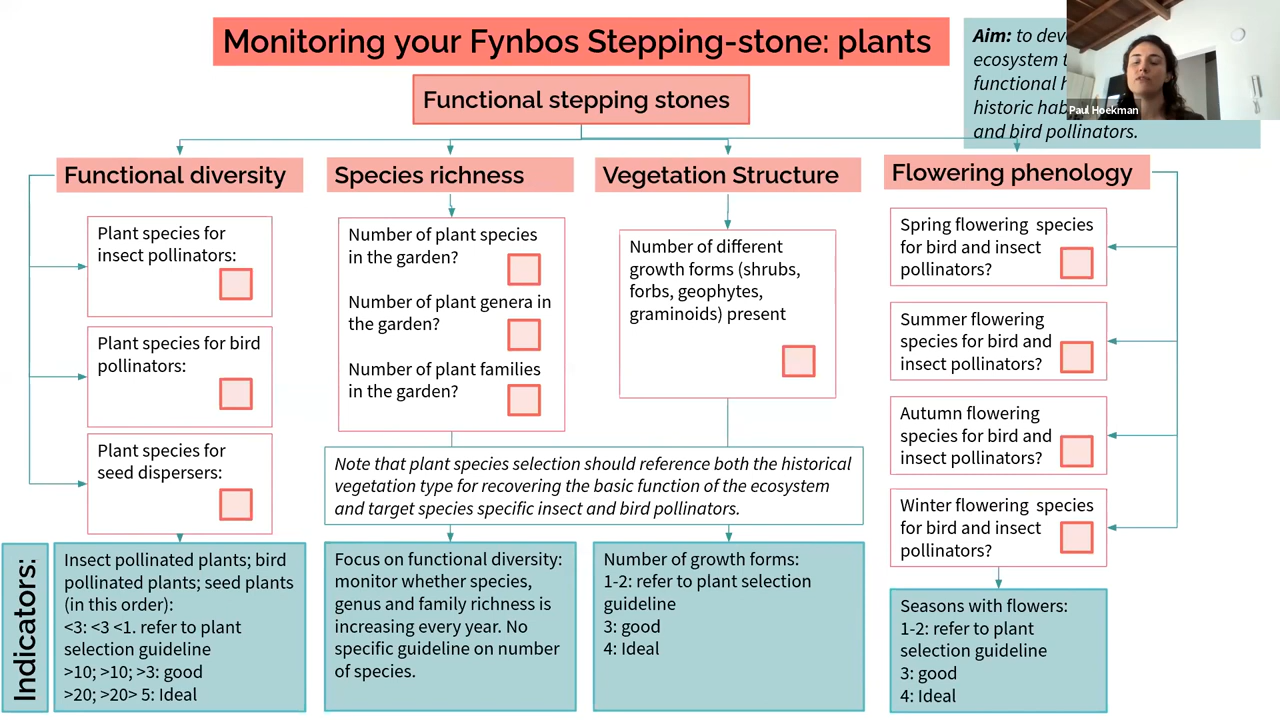 Monitoring your Fynbos Stepping-stone: plants
Aim: to dev
ecosystem
functional
historic hab
and bird pollinators.
Paul Hoekman
Functional stepping stones
Functional diversity
Plant species for
insect pollinators:
Plant species for bird
pollinators:
Plant species for
seed dispersers:
Species richness
Number of plant species
in the garden?
Number of plant genera in
the garden?
Number of plant families
in the garden?
Vegetation Structure
Number of different
growth forms (shrubs,
forbs, geophytes,
graminoids) present
Flowering phenology
Spring flowering species
for bird and insect
pollinators?
Summer flowering
species for bird and
insect pollinators?
Autumn flowering
species for bird and
insect pollinators?
Winter flowering species
for bird and insect
pollinators?
Note that plant species selection should reference both the historical
vegetation type for recovering the basic function of the ecosystem
and target species specific insect and bird pollinators.
Indicators:
Insect pollinated plants; bird
pollinated plants; seed plants
(in this order):
<3: <3 <1. refer to plant
selection guideline
>10; >10; >3: good
>20; >20> 5: Ideal
Focus on functional diversity:
monitor whether species,
genus and family richness is
increasing every year. No
specific guideline on number
of species.
Number of growth forms:
1-2: refer to plant selection
guideline
3: good
4: Ideal
Seasons with flowers:
1-2: refer to plant
selection guideline
3: good
4: Ideal